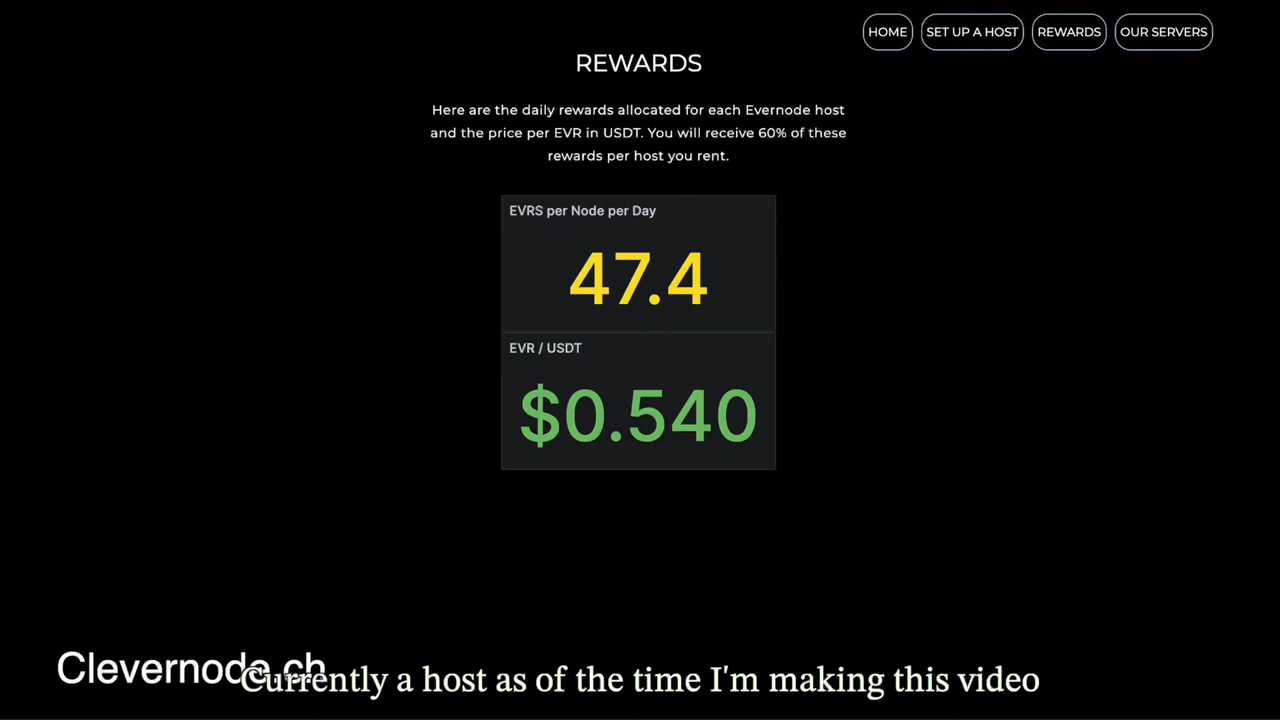 HOME SET UP A HOST REWARDS OUR SERVERS
REWARDS
Here are the daily rewards allocated for each Evernode host
and the price per EVR in USDT. You will receive 60% of these
rewards per host you rent.
EVRS per Node per Day
47.4
EVR / USDT
$0.540
Clevernode.ch
Currently a host as of the time I'm making this video